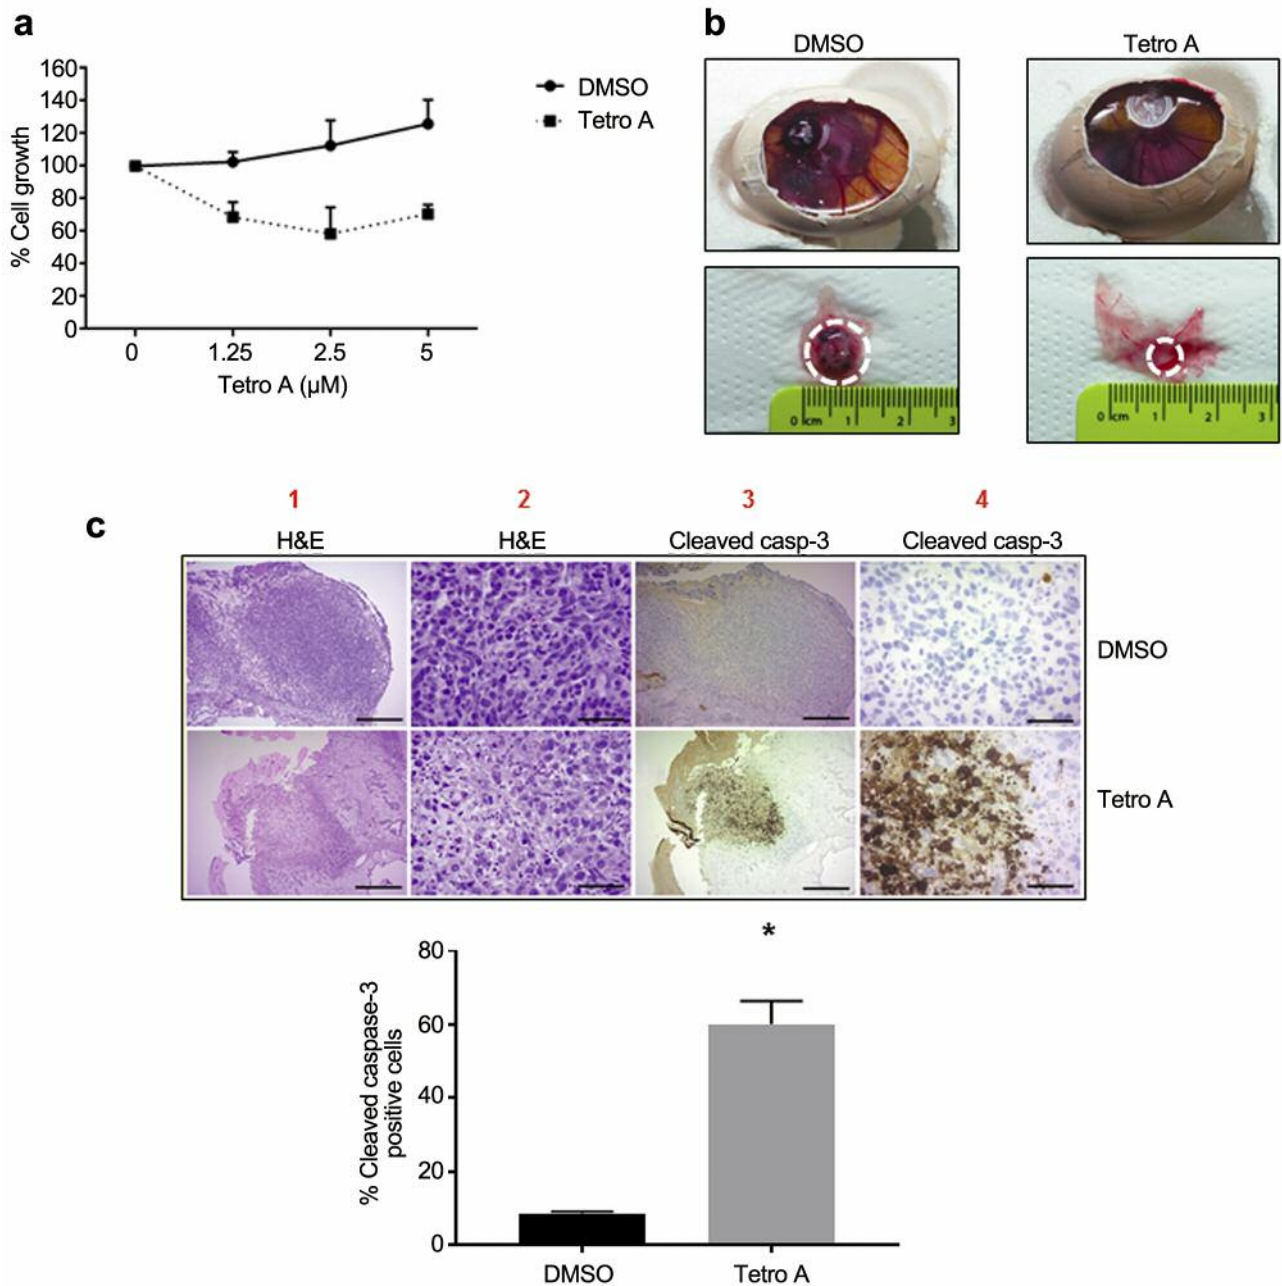 a
160
140
120
100
80
60
40
20
0
% Cell growth
0 1.25 2.5 5
Tetro A (µM)
DMSO
Tetro A
b
DMSO
Tetro A
0 cm 1 2 3
0 cm 1 2 3
c
1 2 3 4
H&E H&E Cleaved casp-3 Cleaved casp-3
DMSO
Tetro A
% Cleaved caspase-3
positive cells
80
60
40
20
0
*
DMSO Tetro A